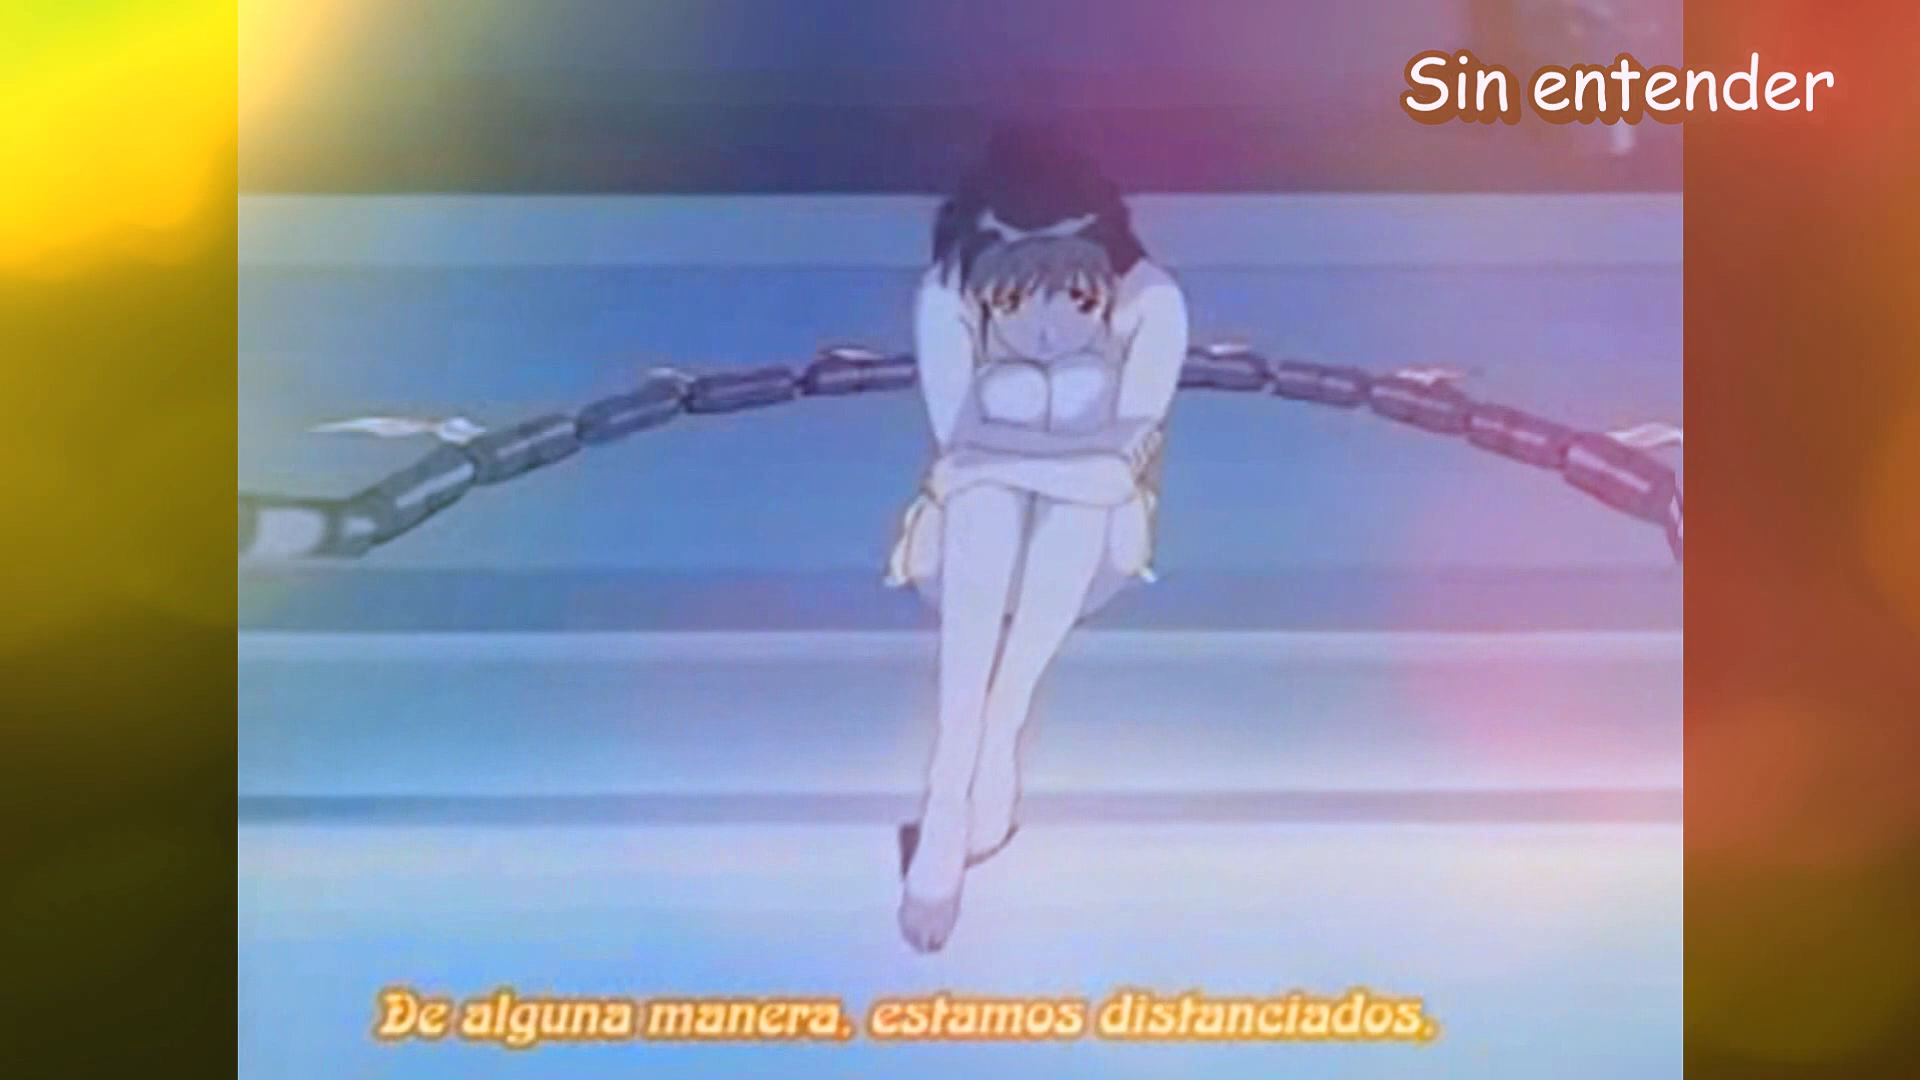 Sin entender
De alguna manera, estamos distanciados,